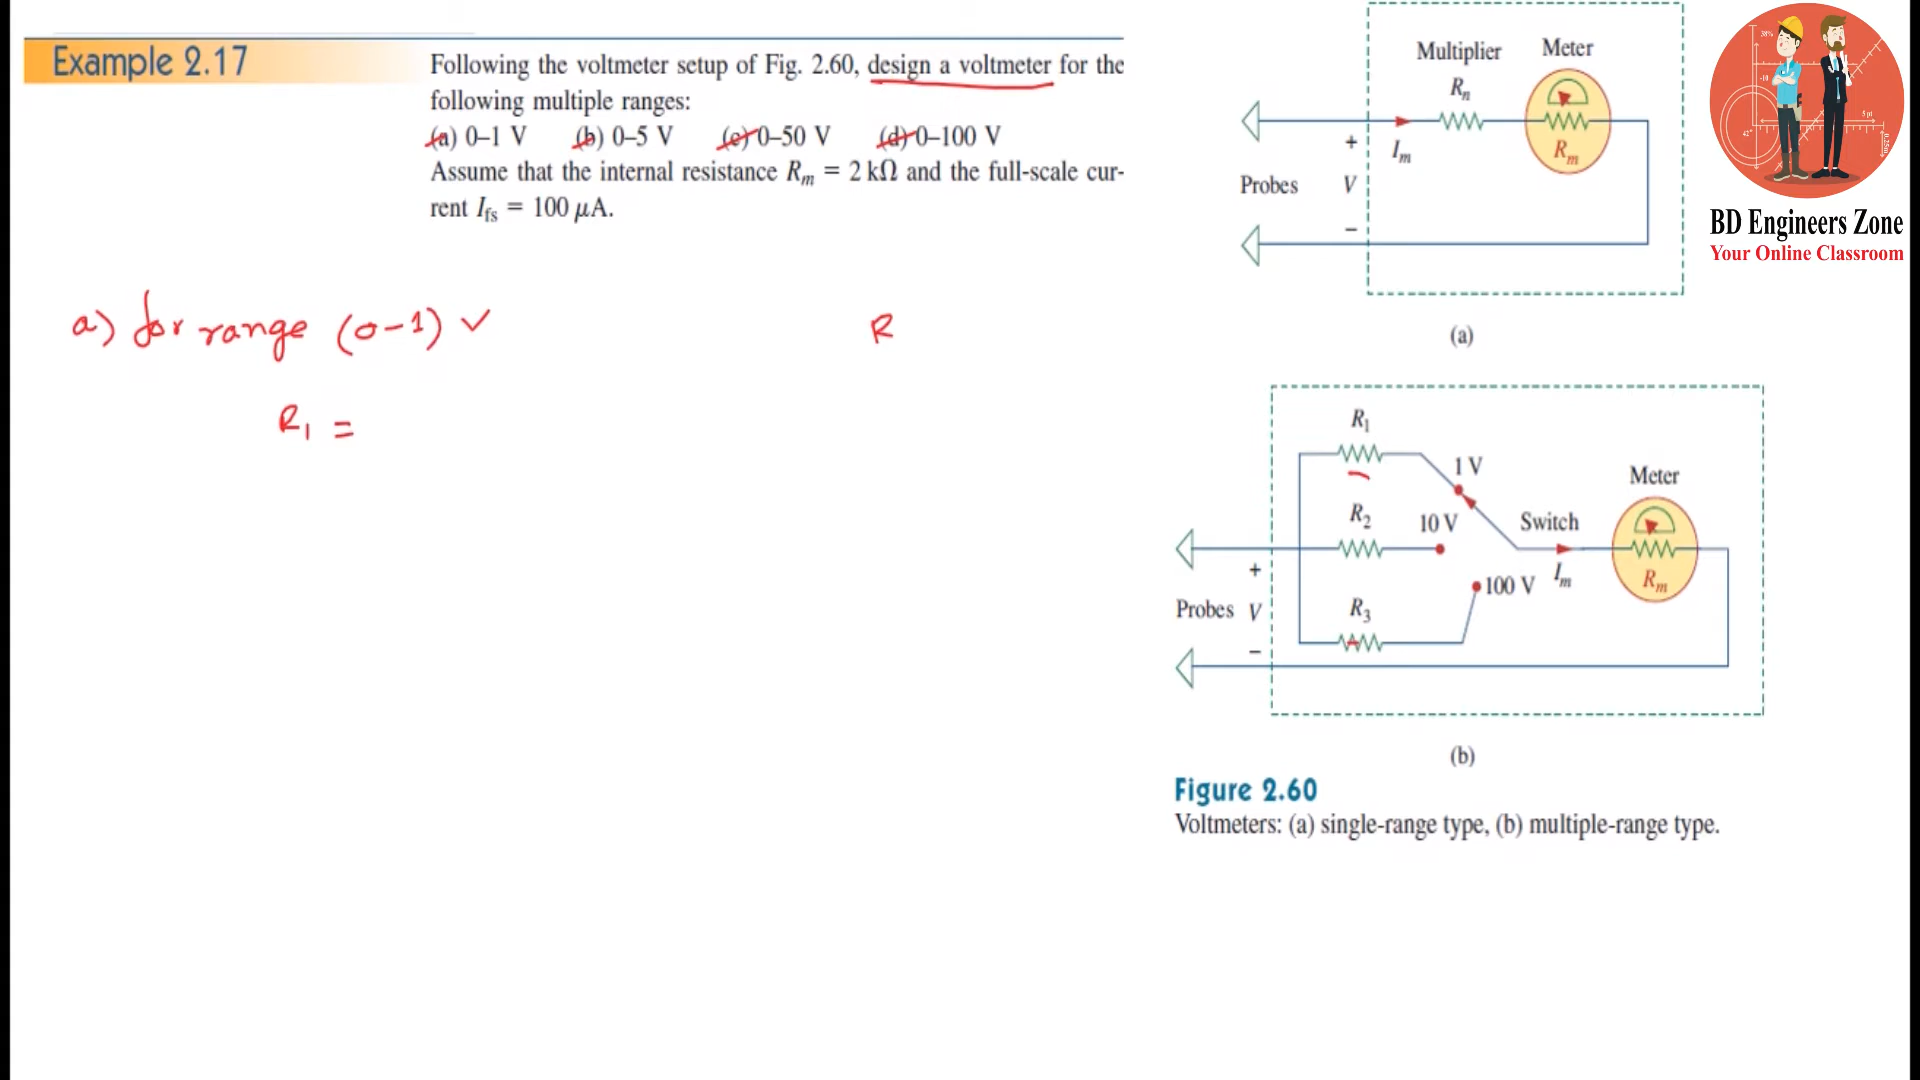 Example 2.17
Following the voltmeter setup of Fig. 2.60, design a voltmeter for the
following multiple ranges:
(a) 0–1 V (b) 0–5 V (c) 0–50 V (d) 0–100 V
Assume that the internal resistance Rm = 2 kΩ and the full-scale cur-
rent Ifs = 100 μA.
a) for range (0-1) V
R
R1 =
Multiplier Meter
Rn
+
Im
Rm
Probes V
−
(a)
R1
1 V
Meter
R2
10 V
Switch
+
Im
Rm
100 V
Probes V
R3
−
(b)
Figure 2.60
Voltmeters: (a) single-range type, (b) multiple-range type.
BD Engineers Zone
Your Online Classroom